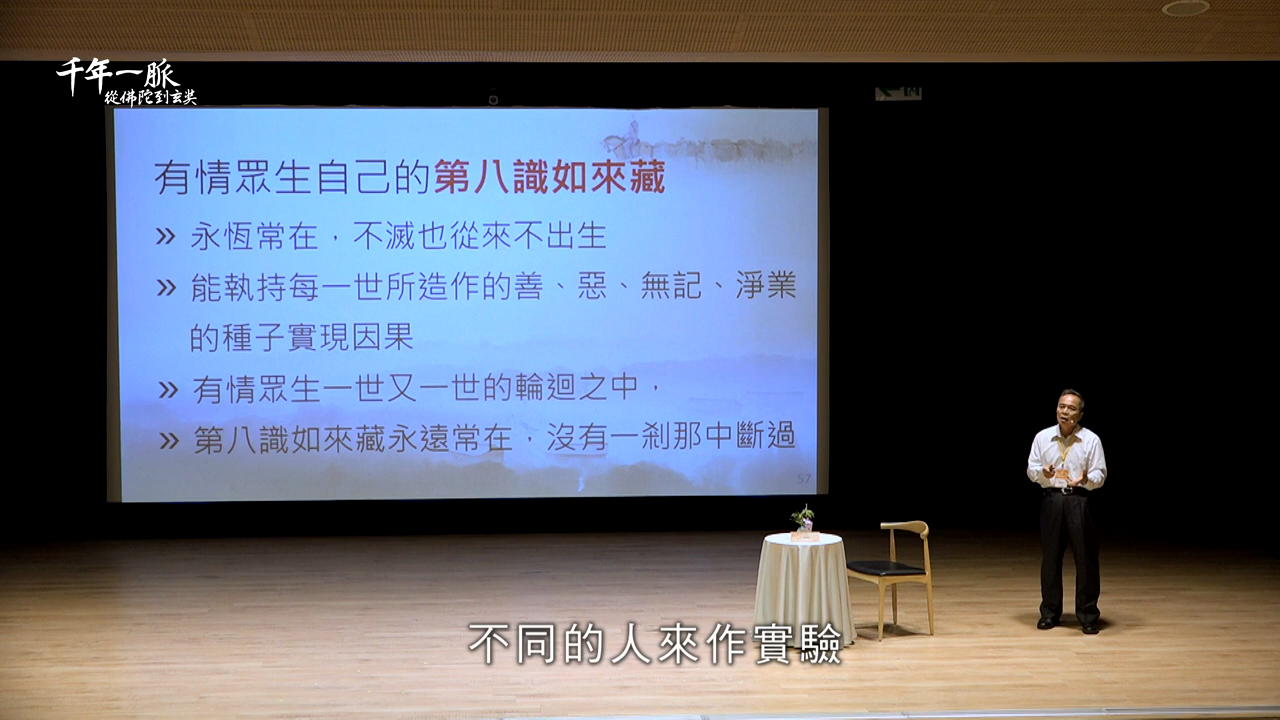 千年一脈
從佛陀到玄奘
有情眾生自己的第八識如來藏
» 永恆常在，不滅也從來不出生
» 能執持每一世所造作的善、惡、無記、淨業
的種子實現因果
» 有情眾生一世又一世的輪迴之中，
» 第八識如來藏永遠常在，沒有一剎那中斷過
57
不同的人來作實驗